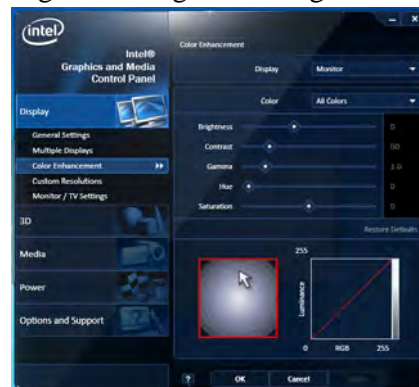 intel
Intel®
Graphics and Media
Control Panel
Display
General Settings
Multiple Displays
Color Enhancement
Custom Resolutions
Monitor / TV Settings
3D
Media
Power
Options and Support
Color Enhancement
Display Monitor
Color All Colors
Brightness 0
Contrast 50
Gamma 1.0
Hue 0
Saturation 0
Restore Defaults
255
Luminance
0 RGB 255
? OK Cancel